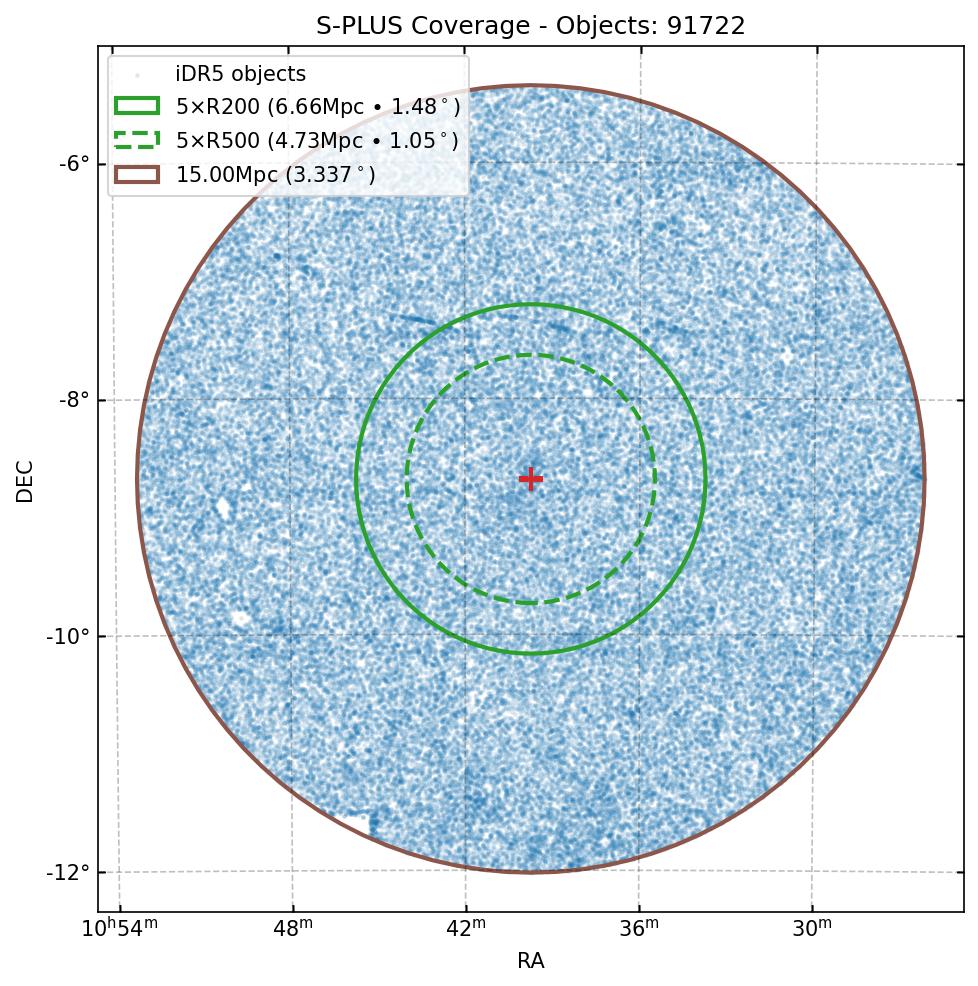 S-PLUS Coverage - Objects: 91722
iDR5 objects
5×R200 (6.66Mpc • 1.48°)
5×R500 (4.73Mpc • 1.05°)
15.00Mpc (3.337°)
-6°
-8°
-10°
-12°
DEC
10ʰ54ᵐ 48ᵐ 42ᵐ 36ᵐ 30ᵐ
RA